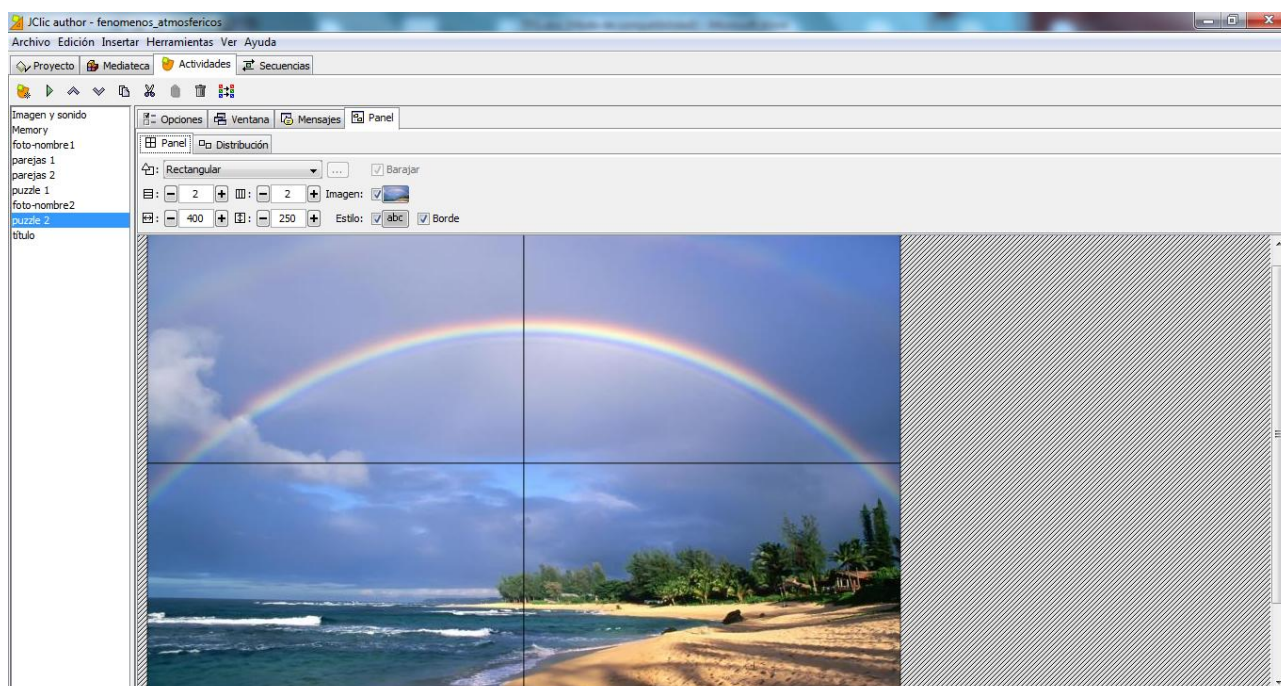 JClic author - fenomenos_atmosfericos
Archivo Edición Insertar Herramientas Ver Ayuda
Proyecto Mediateca Actividades Secuencias
Imagen y sonido
Memory
foto-nombre1
parejas 1
parejas 2
puzzle 1
foto-nombre2
puzzle 2
título
Opciones Ventana Mensajes Panel
Panel Distribución
: Rectangular ... Barajar
: 2 : 2 Imagen:
: 400 : 250 Estilo: abc Borde